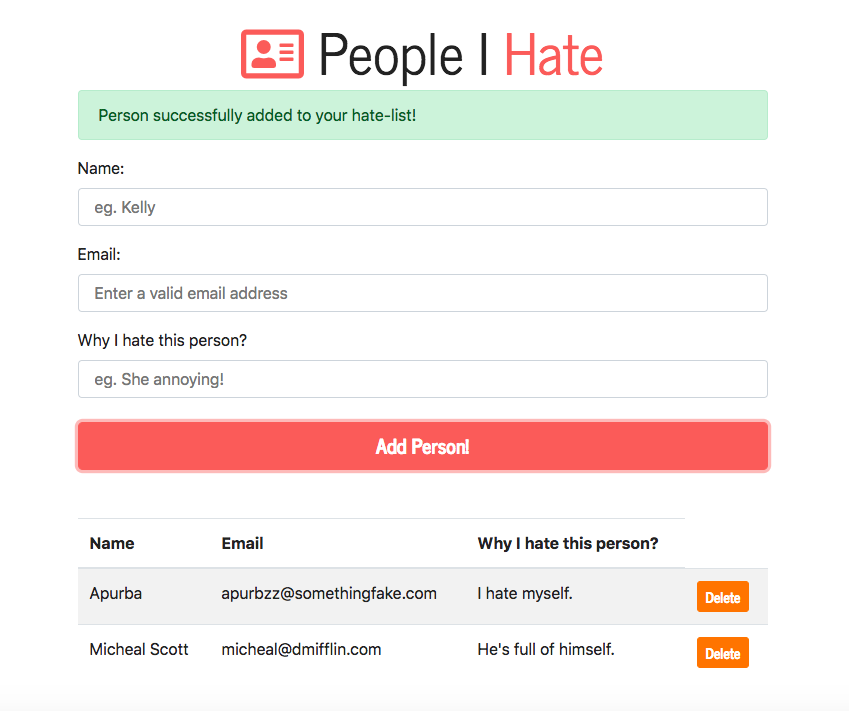 People I Hate
Person successfully added to your hate-list!
Name:
eg. Kelly
Email:
Enter a valid email address
Why I hate this person?
eg. She annoying!
Add Person!
Name Email Why I hate this person?
Apurba apurbzz@somethingfake.com I hate myself. Delete
Micheal Scott micheal@dmifflin.com He's full of himself. Delete